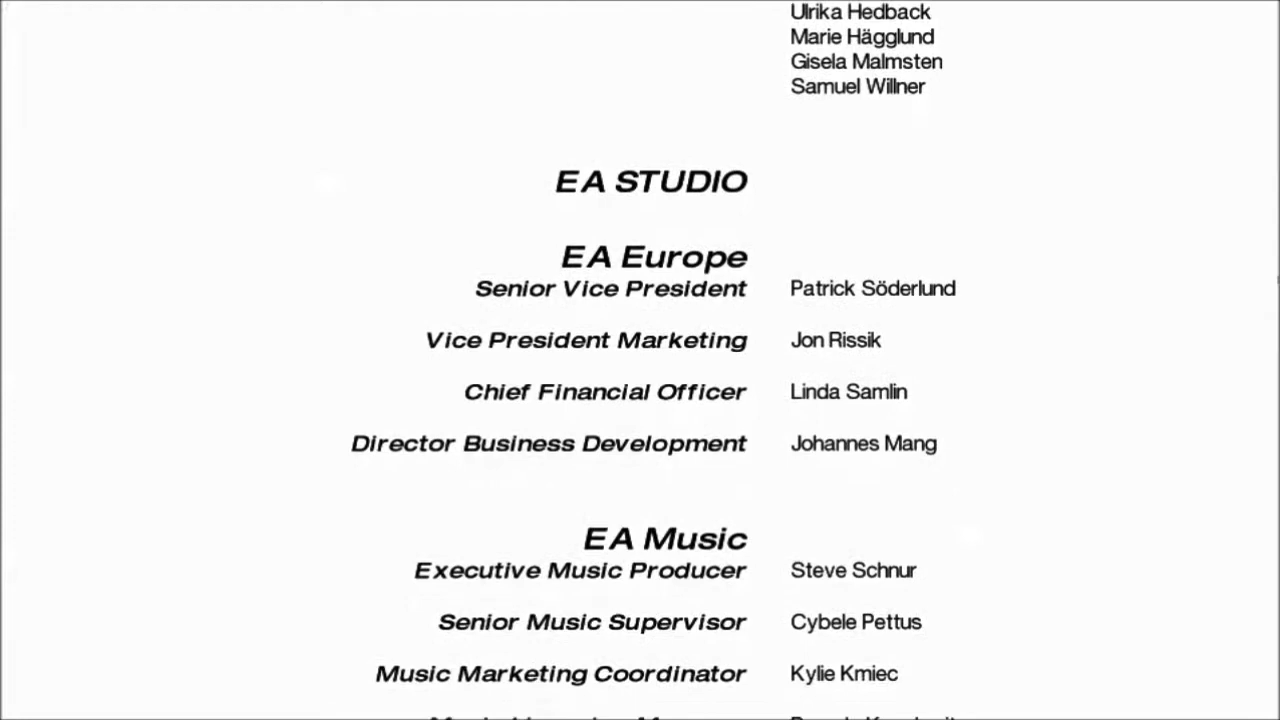 Ulrika Hedback
Marie Hägglund
Gisela Malmsten
Samuel Willner
EA STUDIO
EA Europe
Senior Vice President Patrick Söderlund
Vice President Marketing Jon Rissik
Chief Financial Officer Linda Samlin
Director Business Development Johannes Mang
EA Music
Executive Music Producer Steve Schnur
Senior Music Supervisor Cybele Pettus
Music Marketing Coordinator Kylie Kmiec